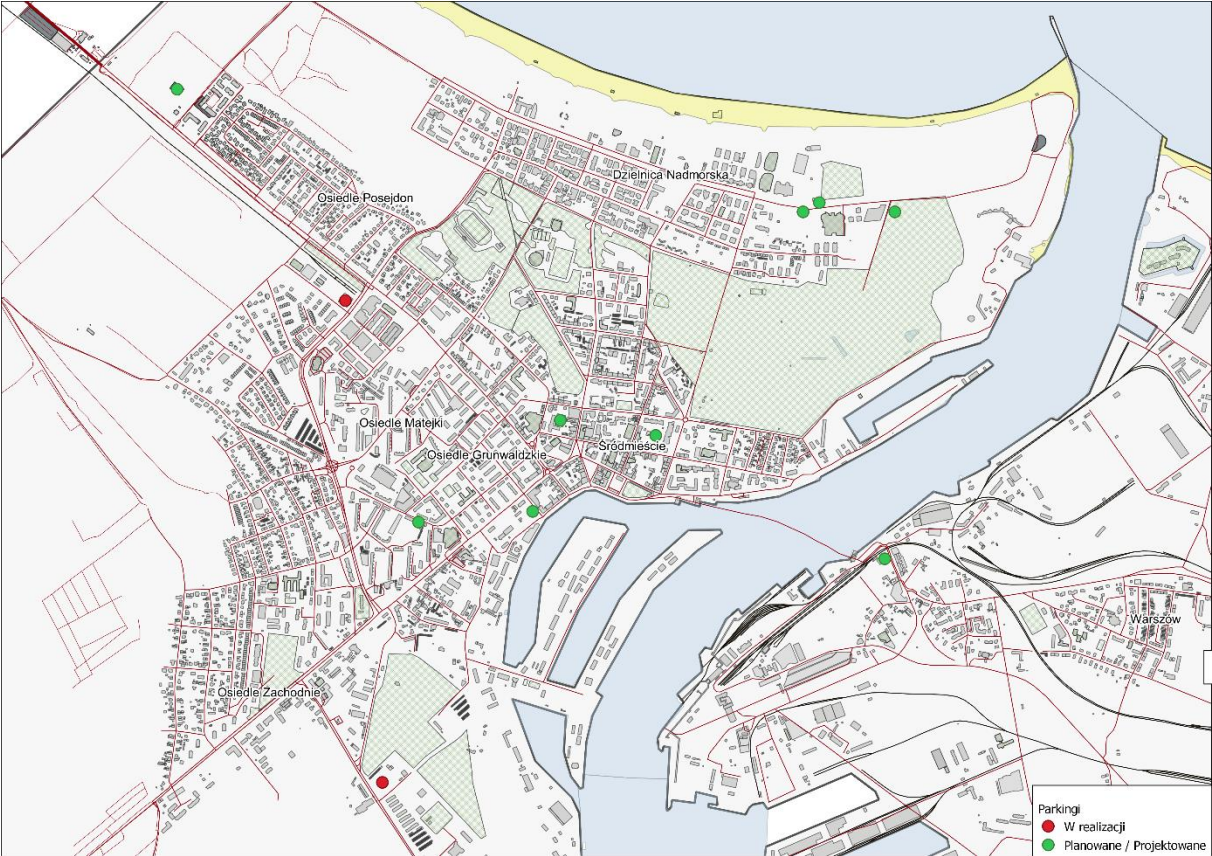 Dzielnica Nadmorska
Osiedle Posejdon
Osiedle Matejki
Osiedle Grunwaldzkie
Śródmieście
Warszów
Osiedle Zachodnie
Parkingi
W realizacji
Planowane / Projektowane